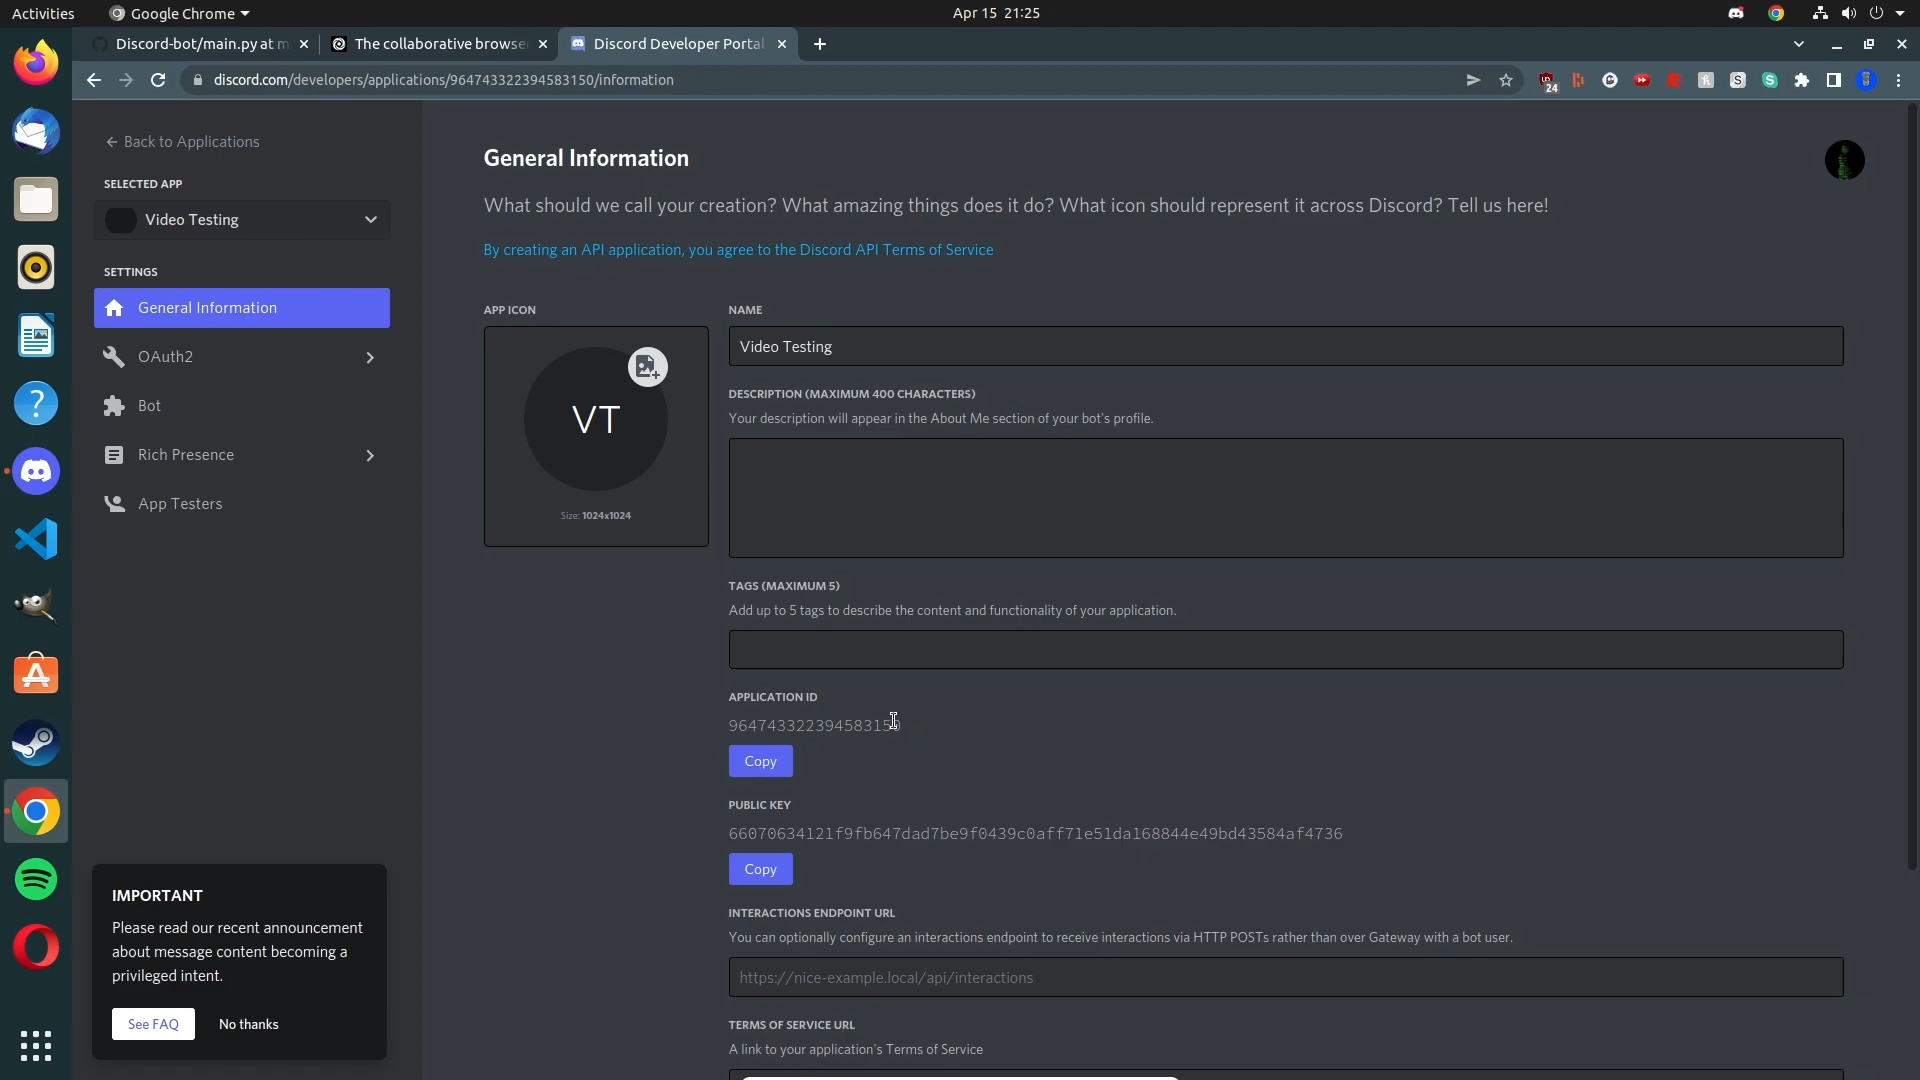 Activities
Google Chrome
Apr 15 21:25
Discord-bot/main.py at m
The collaborative browse
Discord Developer Portal
discord.com/developers/applications/964743322394583150/information
24
Back to Applications
SELECTED APP
Video Testing
SETTINGS
General Information
OAuth2
Bot
Rich Presence
App Testers
IMPORTANT
Please read our recent announcement
about message content becoming a
privileged intent.
See FAQ
No thanks
General Information
What should we call your creation? What amazing things does it do? What icon should represent it across Discord? Tell us here!
By creating an API application, you agree to the Discord API Terms of Service
APP ICON
VT
Size: 1024x1024
NAME
Video Testing
DESCRIPTION (MAXIMUM 400 CHARACTERS)
Your description will appear in the About Me section of your bot's profile.
TAGS (MAXIMUM 5)
Add up to 5 tags to describe the content and functionality of your application.
APPLICATION ID
964743322394583150
Copy
PUBLIC KEY
66070634121f9fb647dad7be9f0439c0aff71e51da168844e49bd43584af4736
Copy
INTERACTIONS ENDPOINT URL
You can optionally configure an interactions endpoint to receive interactions via HTTP POSTs rather than over Gateway with a bot user.
https://nice-example.local/api/interactions
TERMS OF SERVICE URL
A link to your application's Terms of Service